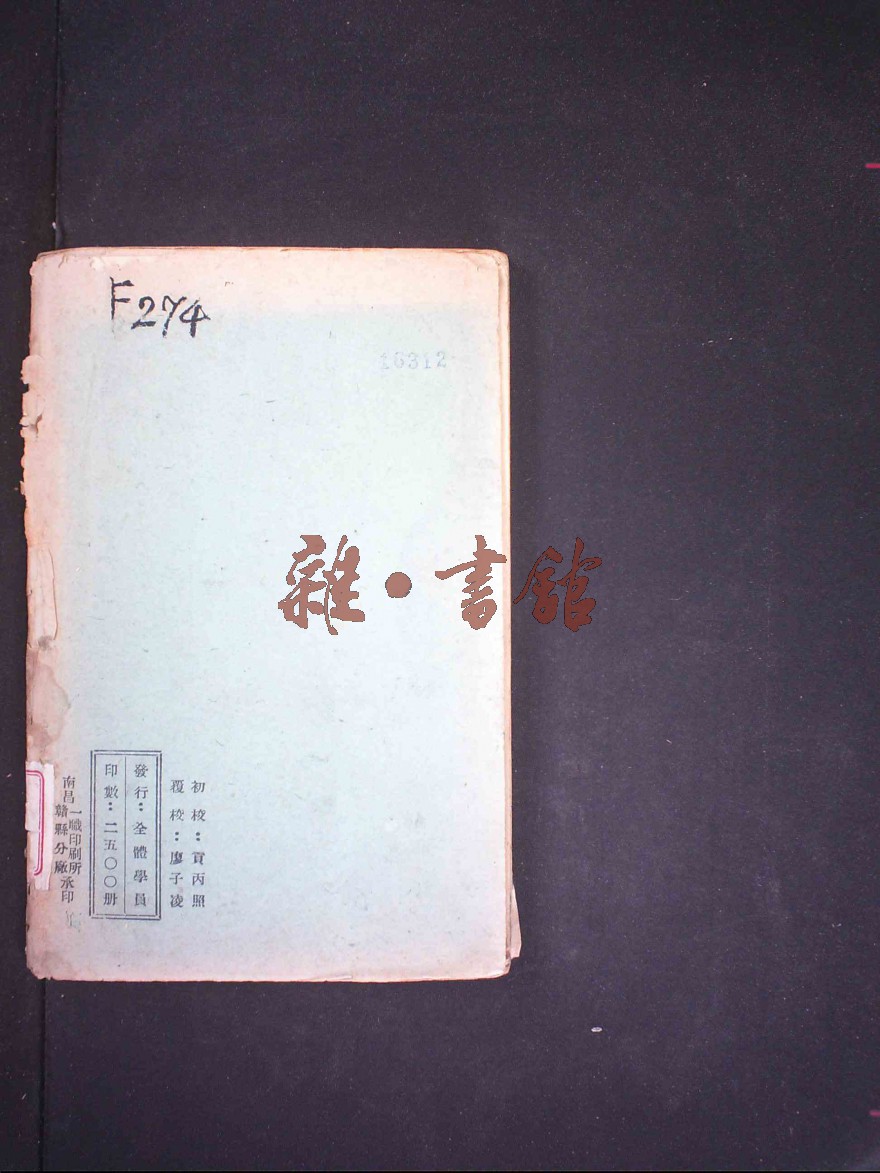 F274
16312
雜·書館
初校：貢丙照
覆校：廖子凌
發行：全體學員
印數：二五〇〇册
南昌一職印刷所
贛縣分廠承印